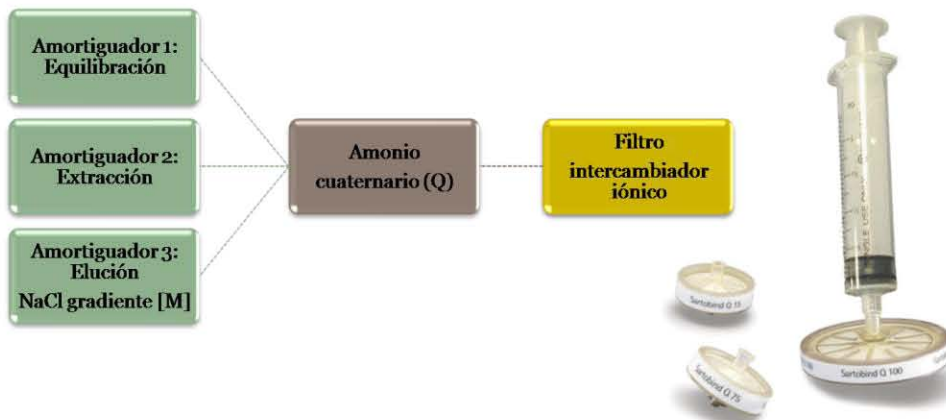 Amortiguador 1:
Equilibración
Amortiguador 2:
Extracción
Amortiguador 3:
Elución
NaCl gradiente [M]
Amonio
cuaternario (Q)
Filtro
intercambiador
iónico
Sartobind Q 15
Sartobind Q 75
Sartobind Q 100